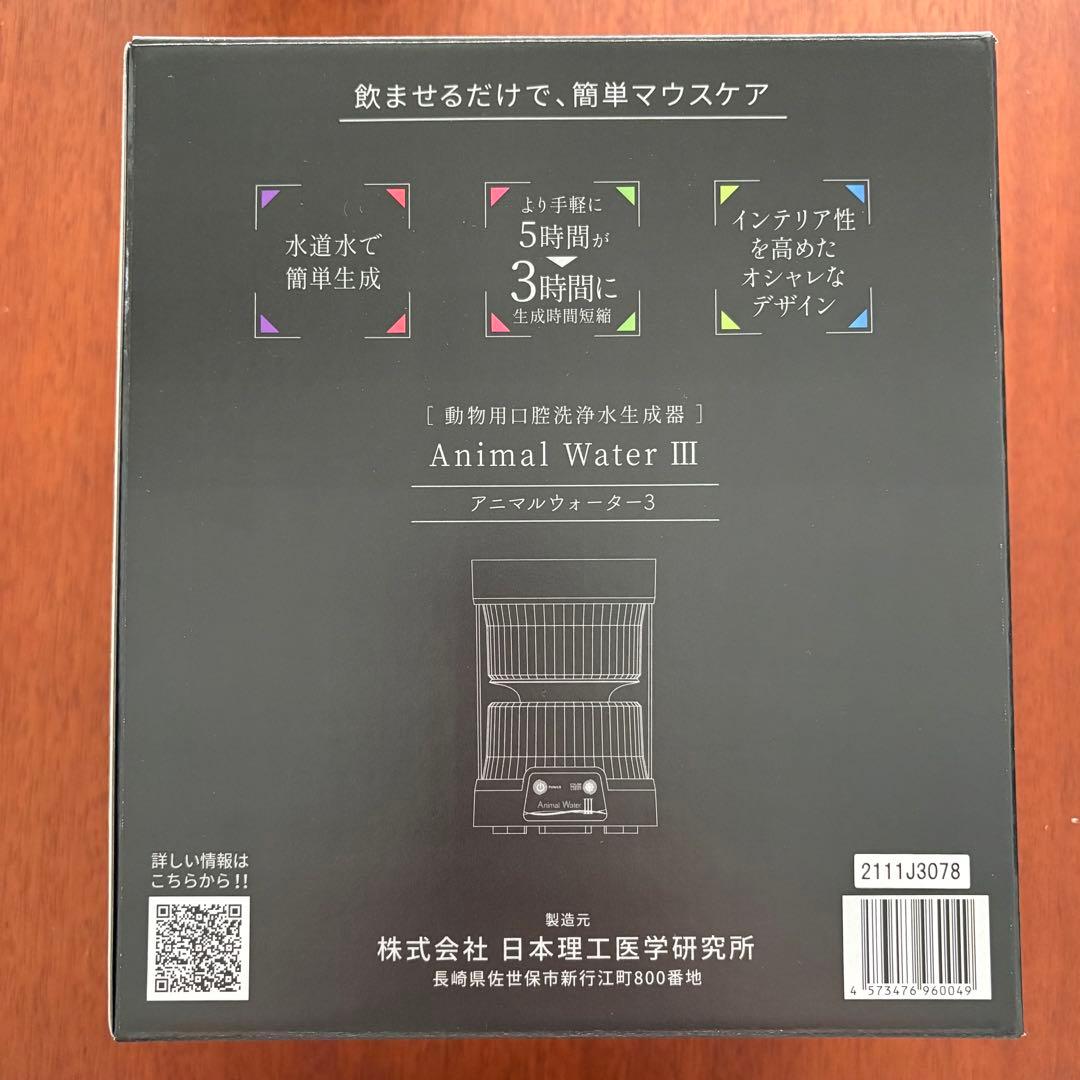 飲ませるだけで、簡単マウスケア
水道水で
簡単生成
より手軽に
5時間が
3時間に
生成時間短縮
インテリア性
を高めた
オシャレな
デザイン
[ 動物用口腔洗浄水生成器 ]
Animal Water III
アニマルウォーター3
POWER
Animal Water III
詳しい情報は
こちらから!!
製造元
株式会社 日本理工医学研究所
長崎県佐世保市新行江町800番地
2111J3078
4 573476 960049